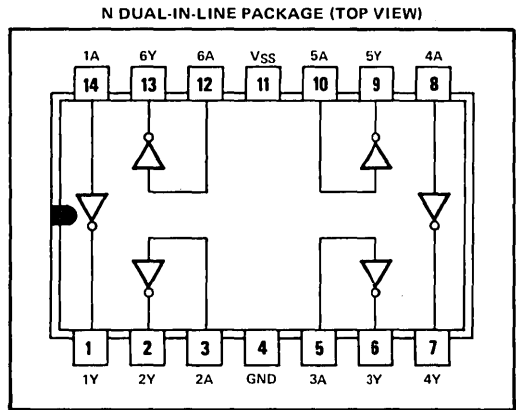 N DUAL-IN-LINE PACKAGE (TOP VIEW)
1A 6Y 6A VSS 5A 5Y 4A
14 13 12 11 10 9 8
1 2 3 4 5 6 7
1Y 2Y 2A GND 3A 3Y 4Y